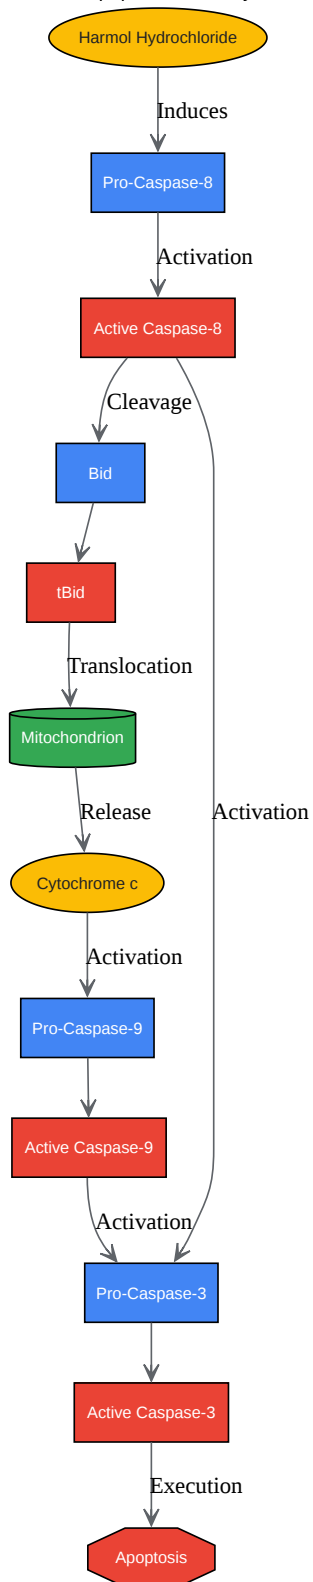 Harmol Hydrochloride
Induces
Pro-Caspase-8
Activation
Active Caspase-8
Cleavage
Bid
tBid
Translocation
Mitochondrion
Release
Activation
Cytochrome c
Activation
Pro-Caspase-9
Active Caspase-9
Activation
Pro-Caspase-3
Active Caspase-3
Execution
Apoptosis